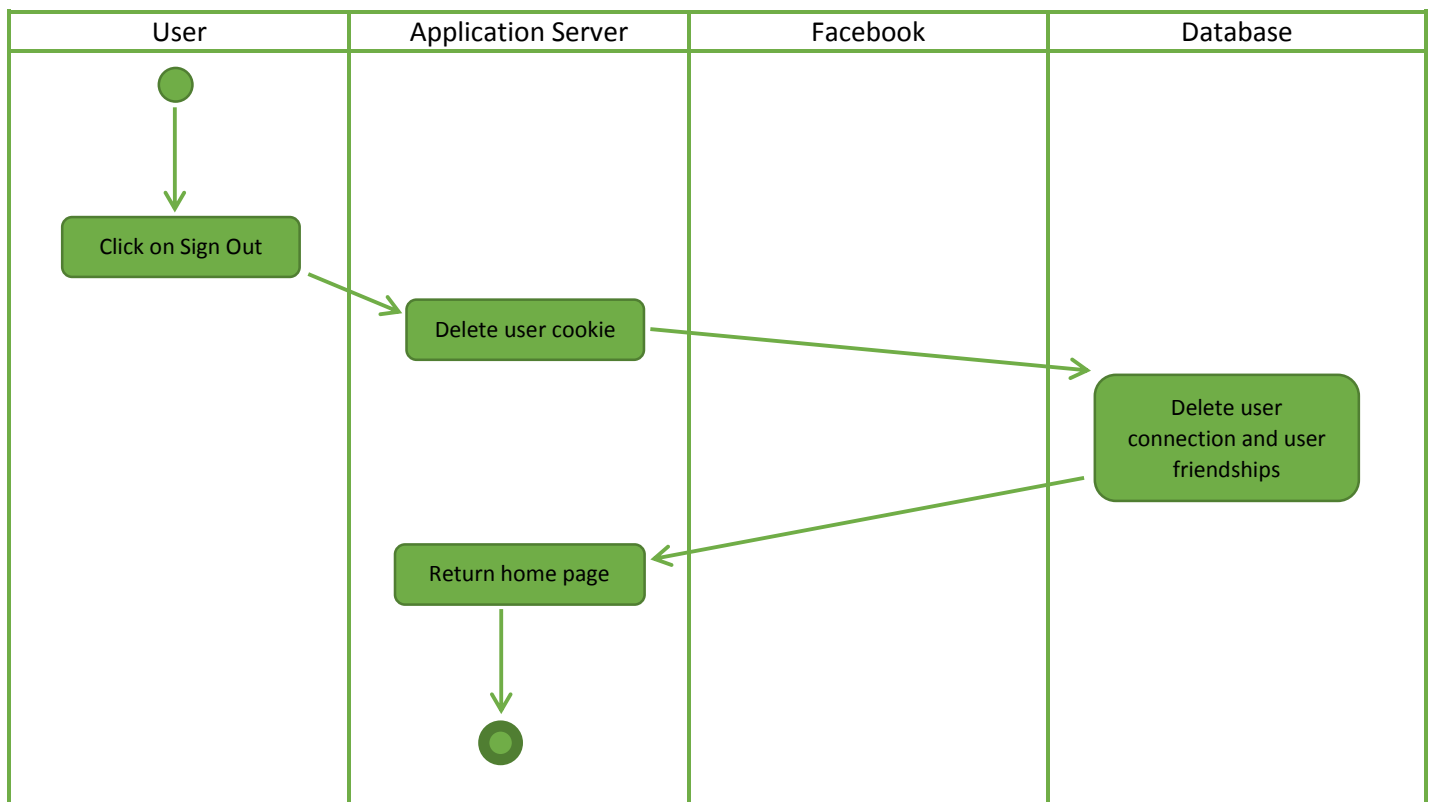 User
Application Server
Facebook
Database
Click on Sign Out
Delete user cookie
Delete user
connection and user
friendships
Return home page